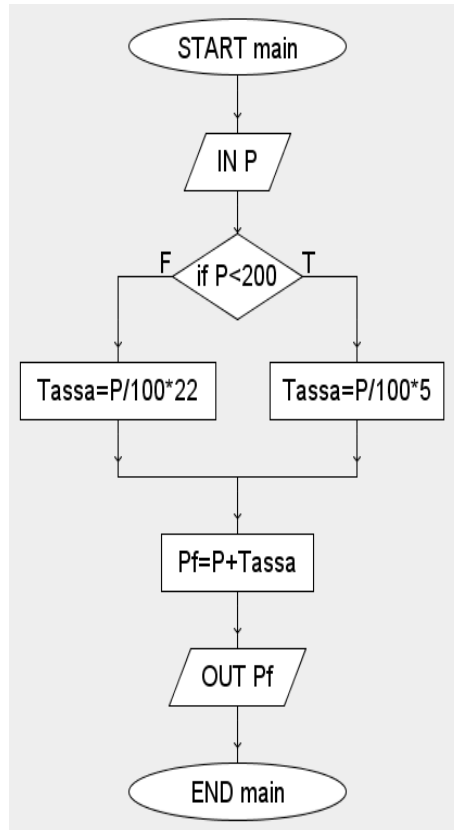 START main
IN P
F
if P<200
T
Tassa=P/100*22
Tassa=P/100*5
Pf=P+Tassa
OUT Pf
END main